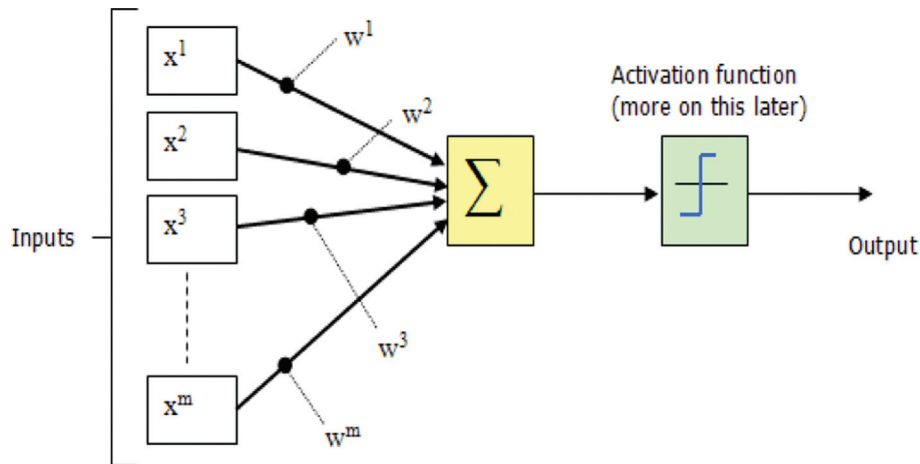 Inputs
x¹
x²
x³
xᵐ
w¹
w²
w³
wᵐ
∑
Activation function
(more on this later)
Output